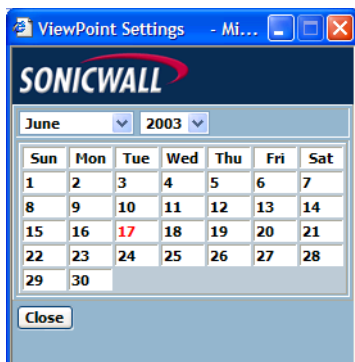 ViewPoint Settings - Mi...
SONICWALL
June 2003
Sun Mon Tue Wed Thu Fri Sat
1 2 3 4 5 6 7
8 9 10 11 12 13 14
15 16 17 18 19 20 21
22 23 24 25 26 27 28
29 30
Close